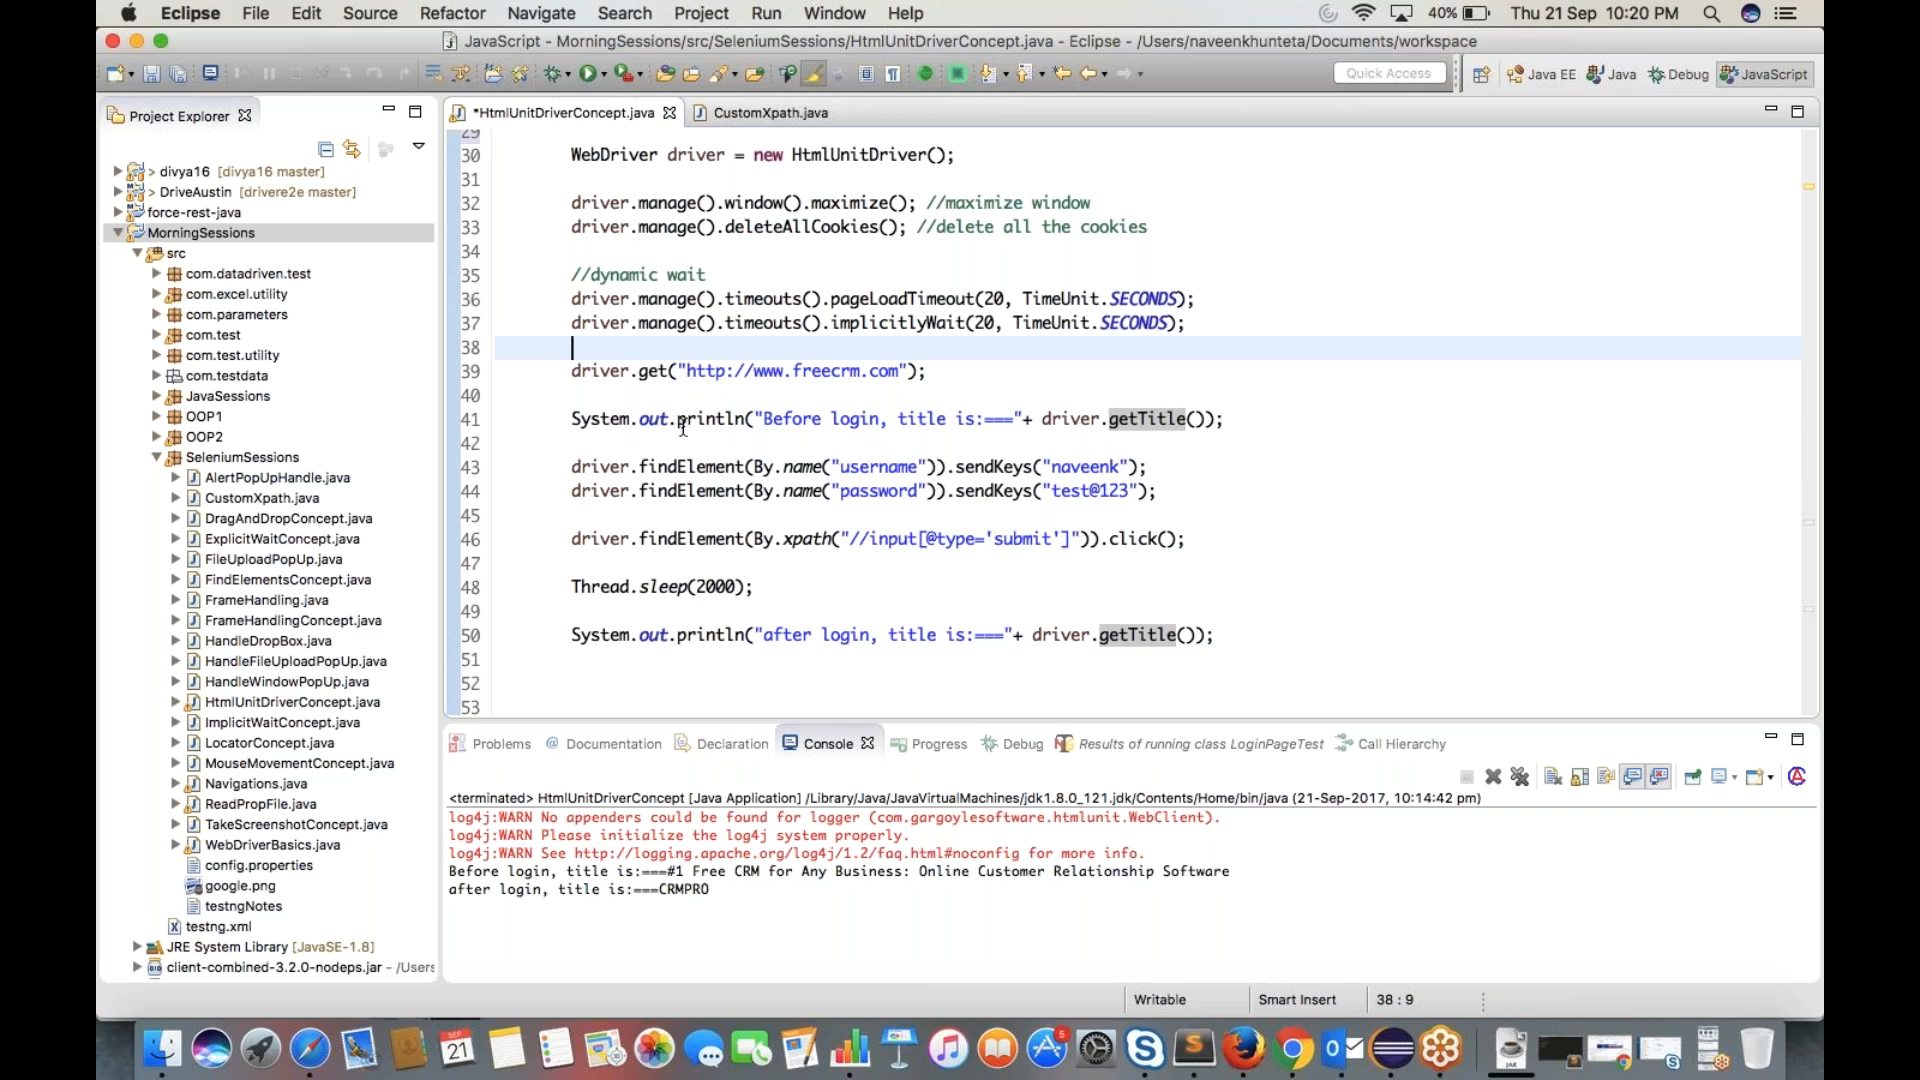 Eclipse File Edit Source Refactor Navigate Search Project Run Window Help 40% Thu 21 Sep 10:20 PM
JavaScript - MorningSessions/src/SeleniumSessions/HtmlUnitDriverConcept.java - Eclipse - /Users/naveenkhunteta/Documents/workspace
Quick Access Java EE Java Debug JavaScript
Project Explorer
> divya16 [divya16 master]
> DriveAustin [drivere2e master]
force-rest-java
MorningSessions
src
com.datadriven.test
com.excel.utility
com.parameters
com.test
com.test.utility
com.testdata
JavaSessions
OOP1
OOP2
SeleniumSessions
AlertPopUpHandle.java
CustomXpath.java
DragAndDropConcept.java
ExplicitWaitConcept.java
FileUploadPopUp.java
FindElementsConcept.java
FrameHandling.java
FrameHandlingConcept.java
HandleDropBox.java
HandleFileUploadPopUp.java
HandleWindowPopUp.java
HtmlUnitDriverConcept.java
ImplicitWaitConcept.java
LocatorConcept.java
MouseMovementConcept.java
Navigations.java
ReadPropFile.java
TakeScreenshotConcept.java
WebDriverBasics.java
config.properties
google.png
testngNotes
testng.xml
JRE System Library [JavaSE-1.8]
client-combined-3.2.0-nodeps.jar - /Users
*HtmlUnitDriverConcept.java CustomXpath.java
29
30 WebDriver driver = new HtmlUnitDriver();
31
32 driver.manage().window().maximize(); //maximize window
33 driver.manage().deleteAllCookies(); //delete all the cookies
34
35 //dynamic wait
36 driver.manage().timeouts().pageLoadTimeout(20, TimeUnit.SECONDS);
37 driver.manage().timeouts().implicitlyWait(20, TimeUnit.SECONDS);
38
39 driver.get("http://www.freecrm.com");
40
41 System.out.println("Before login, title is:==="+ driver.getTitle());
42
43 driver.findElement(By.name("username")).sendKeys("naveenk");
44 driver.findElement(By.name("password")).sendKeys("test@123");
45
46 driver.findElement(By.xpath("//input[@type='submit']")).click();
47
48 Thread.sleep(2000);
49
50 System.out.println("after login, title is:==="+ driver.getTitle());
51
52
53
Problems Documentation Declaration Console Progress Debug Results of running class LoginPageTest Call Hierarchy
<terminated> HtmlUnitDriverConcept [Java Application] /Library/Java/JavaVirtualMachines/jdk1.8.0_121.jdk/Contents/Home/bin/java (21-Sep-2017, 10:14:42 pm)
log4j:WARN No appenders could be found for logger (com.gargoylesoftware.htmlunit.WebClient).
log4j:WARN Please initialize the log4j system properly.
log4j:WARN See http://logging.apache.org/log4j/1.2/faq.html#noconfig for more info.
Before login, title is:===#1 Free CRM for Any Business: Online Customer Relationship Software
after login, title is:===CRMPRO
Writable Smart Insert 38 : 9
SEP
21
5
JAR